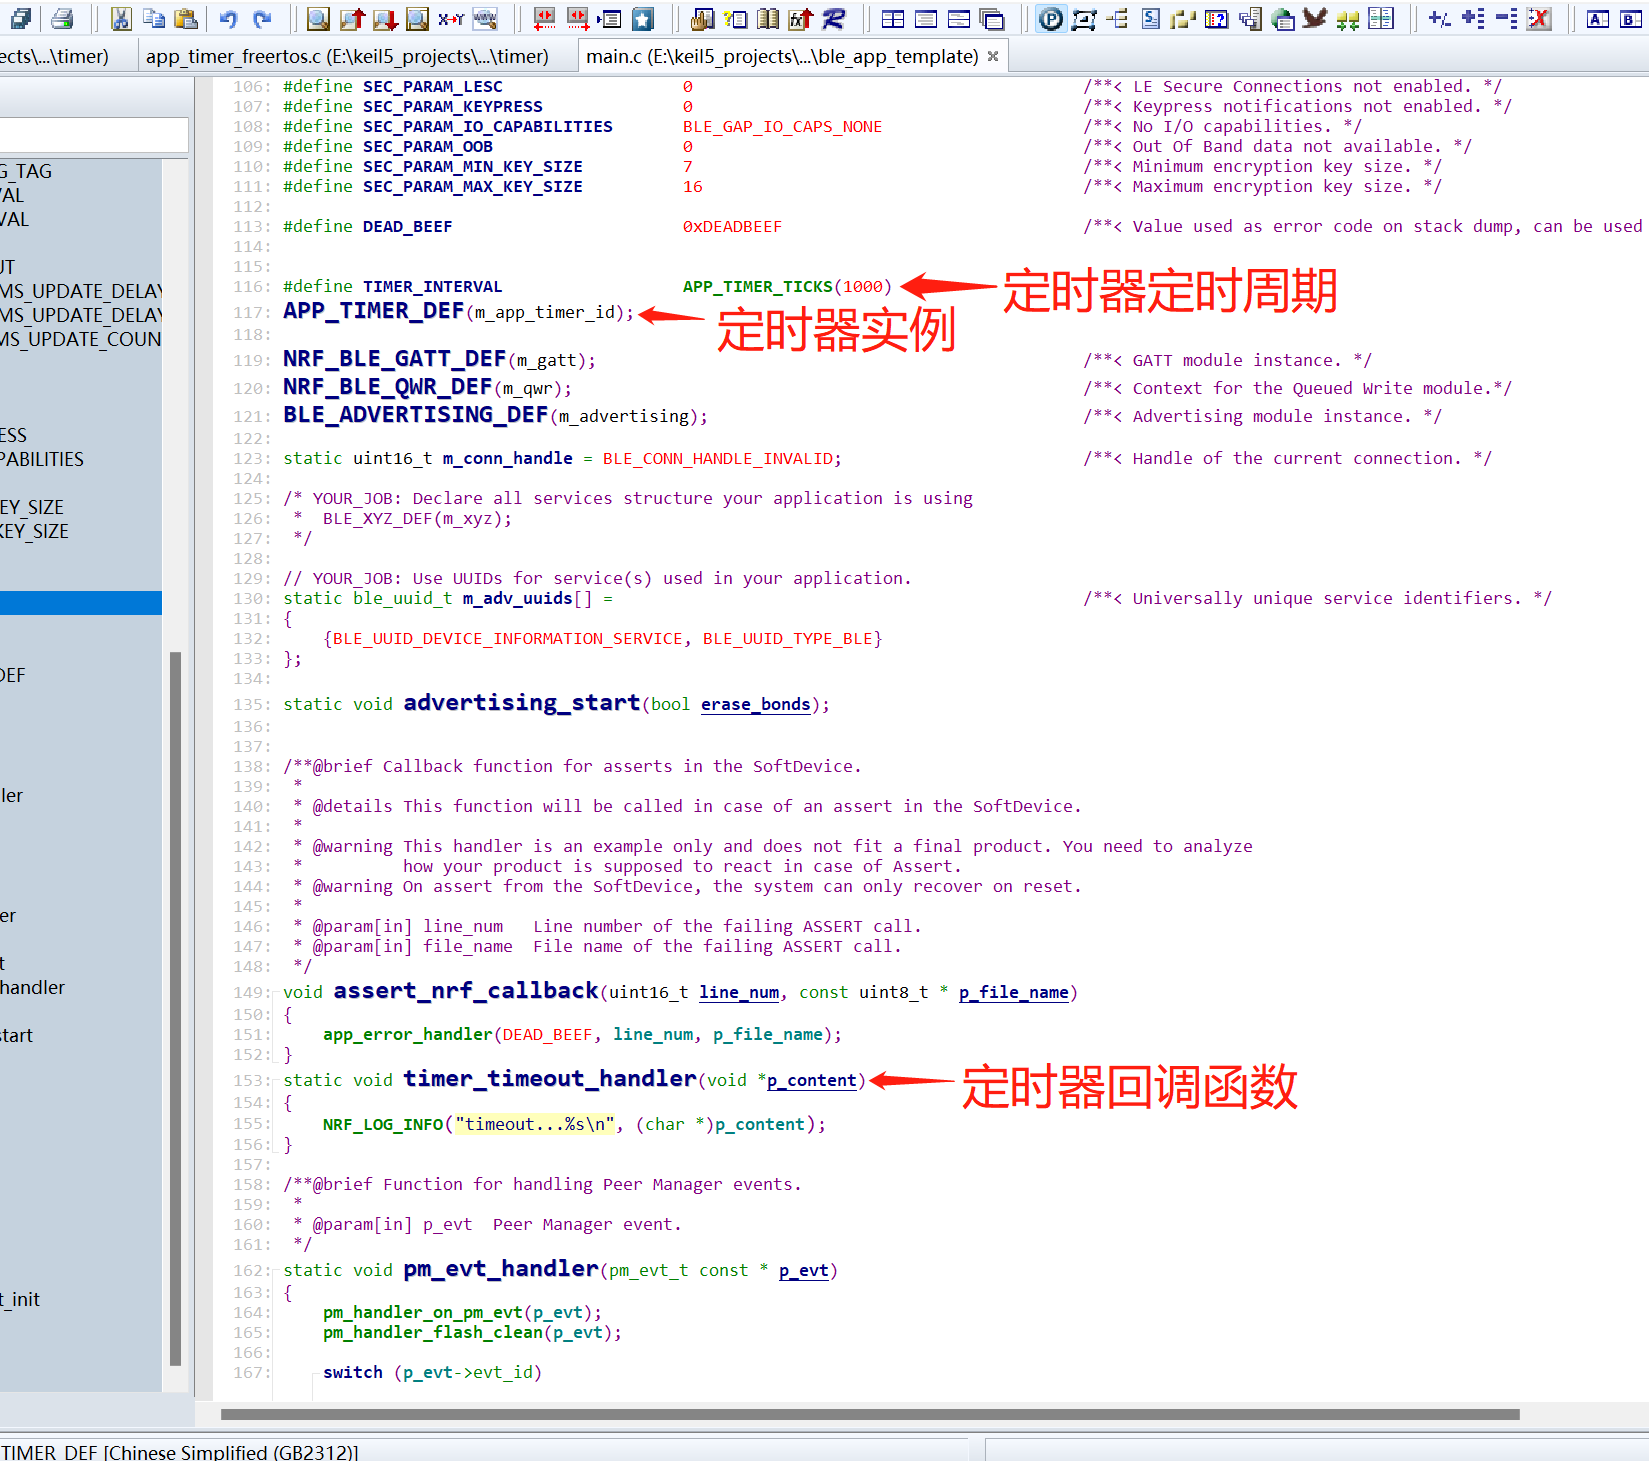 ects\...\timer)
app_timer_freertos.c (E:\keil5_projects\...\timer)
main.c (E:\keil5_projects\...\ble_app_template)
G_TAG
VAL
VAL
UT
MS_UPDATE_DELAY
MS_UPDATE_DELAY
MS_UPDATE_COUN
ESS
PABILITIES
EY_SIZE
KEY_SIZE
DEF
ler
er
t
handler
start
t_init
106: #define SEC_PARAM_LESC 0 /**< LE Secure Connections not enabled. */
107: #define SEC_PARAM_KEYPRESS 0 /**< Keypress notifications not enabled. */
108: #define SEC_PARAM_IO_CAPABILITIES BLE_GAP_IO_CAPS_NONE /**< No I/O capabilities. */
109: #define SEC_PARAM_OOB 0 /**< Out Of Band data not available. */
110: #define SEC_PARAM_MIN_KEY_SIZE 7 /**< Minimum encryption key size. */
111: #define SEC_PARAM_MAX_KEY_SIZE 16 /**< Maximum encryption key size. */
112:
113: #define DEAD_BEEF 0xDEADBEEF /**< Value used as error code on stack dump, can be used
114:
115:
116: #define TIMER_INTERVAL APP_TIMER_TICKS(1000) 定时器定时周期
117: APP_TIMER_DEF(m_app_timer_id); 定时器实例
118:
119: NRF_BLE_GATT_DEF(m_gatt); /**< GATT module instance. */
120: NRF_BLE_QWR_DEF(m_qwr); /**< Context for the Queued Write module.*/
121: BLE_ADVERTISING_DEF(m_advertising); /**< Advertising module instance. */
122:
123: static uint16_t m_conn_handle = BLE_CONN_HANDLE_INVALID; /**< Handle of the current connection. */
124:
125: /* YOUR_JOB: Declare all services structure your application is using
126: * BLE_XYZ_DEF(m_xyz);
127: */
128:
129: // YOUR_JOB: Use UUIDs for service(s) used in your application.
130: static ble_uuid_t m_adv_uuids[] = /**< Universally unique service identifiers. */
131: {
132: {BLE_UUID_DEVICE_INFORMATION_SERVICE, BLE_UUID_TYPE_BLE}
133: };
134:
135: static void advertising_start(bool erase_bonds);
136:
137:
138: /**@brief Callback function for asserts in the SoftDevice.
139: *
140: * @details This function will be called in case of an assert in the SoftDevice.
141: *
142: * @warning This handler is an example only and does not fit a final product. You need to analyze
143: * how your product is supposed to react in case of Assert.
144: * @warning On assert from the SoftDevice, the system can only recover on reset.
145: *
146: * @param[in] line_num Line number of the failing ASSERT call.
147: * @param[in] file_name File name of the failing ASSERT call.
148: */
149: void assert_nrf_callback(uint16_t line_num, const uint8_t * p_file_name)
150: {
151: app_error_handler(DEAD_BEEF, line_num, p_file_name);
152: }
153: static void timer_timeout_handler(void *p_content) 定时器回调函数
154: {
155: NRF_LOG_INFO("timeout...%s\n", (char *)p_content);
156: }
157:
158: /**@brief Function for handling Peer Manager events.
159: *
160: * @param[in] p_evt Peer Manager event.
161: */
162: static void pm_evt_handler(pm_evt_t const * p_evt)
163: {
164: pm_handler_on_pm_evt(p_evt);
165: pm_handler_flash_clean(p_evt);
166:
167: switch (p_evt->evt_id)
TIMER_DEF [Chinese Simplified (GB2312)]